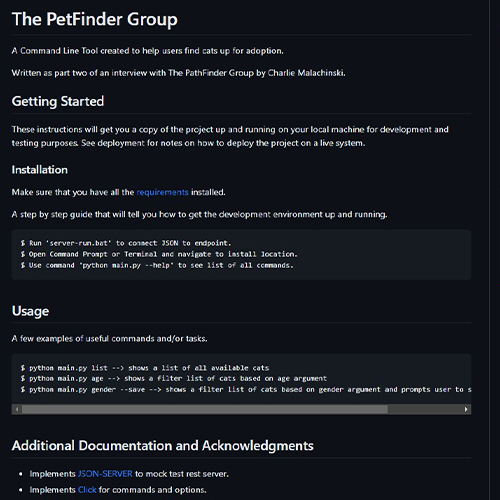 The PetFinder Group
A Command Line Tool created to help users find cats up for adoption.
Written as part two of an interview with The PathFinder Group by Charlie Malachinski.
Getting Started
These instructions will get you a copy of the project up and running on your local machine for development and
testing purposes. See deployment for notes on how to deploy the project on a live system.
Installation
Make sure that you have all the requirements installed.
A step by step guide that will tell you how to get the development environment up and running.
$ Run 'server-run.bat' to connect JSON to endpoint.
$ Open Command Prompt or Terminal and navigate to install location.
$ Use command 'python main.py --help' to see list of all commands.
Usage
A few examples of useful commands and/or tasks.
$ python main.py list --> shows a list of all available cats
$ python main.py age --> shows a filter list of cats based on age argument
$ python main.py gender --save --> shows a filter list of cats based on gender argument and prompts user to s
Additional Documentation and Acknowledgments
• Implements JSON-SERVER to mock test rest server.
• Implements Click for commands and options.